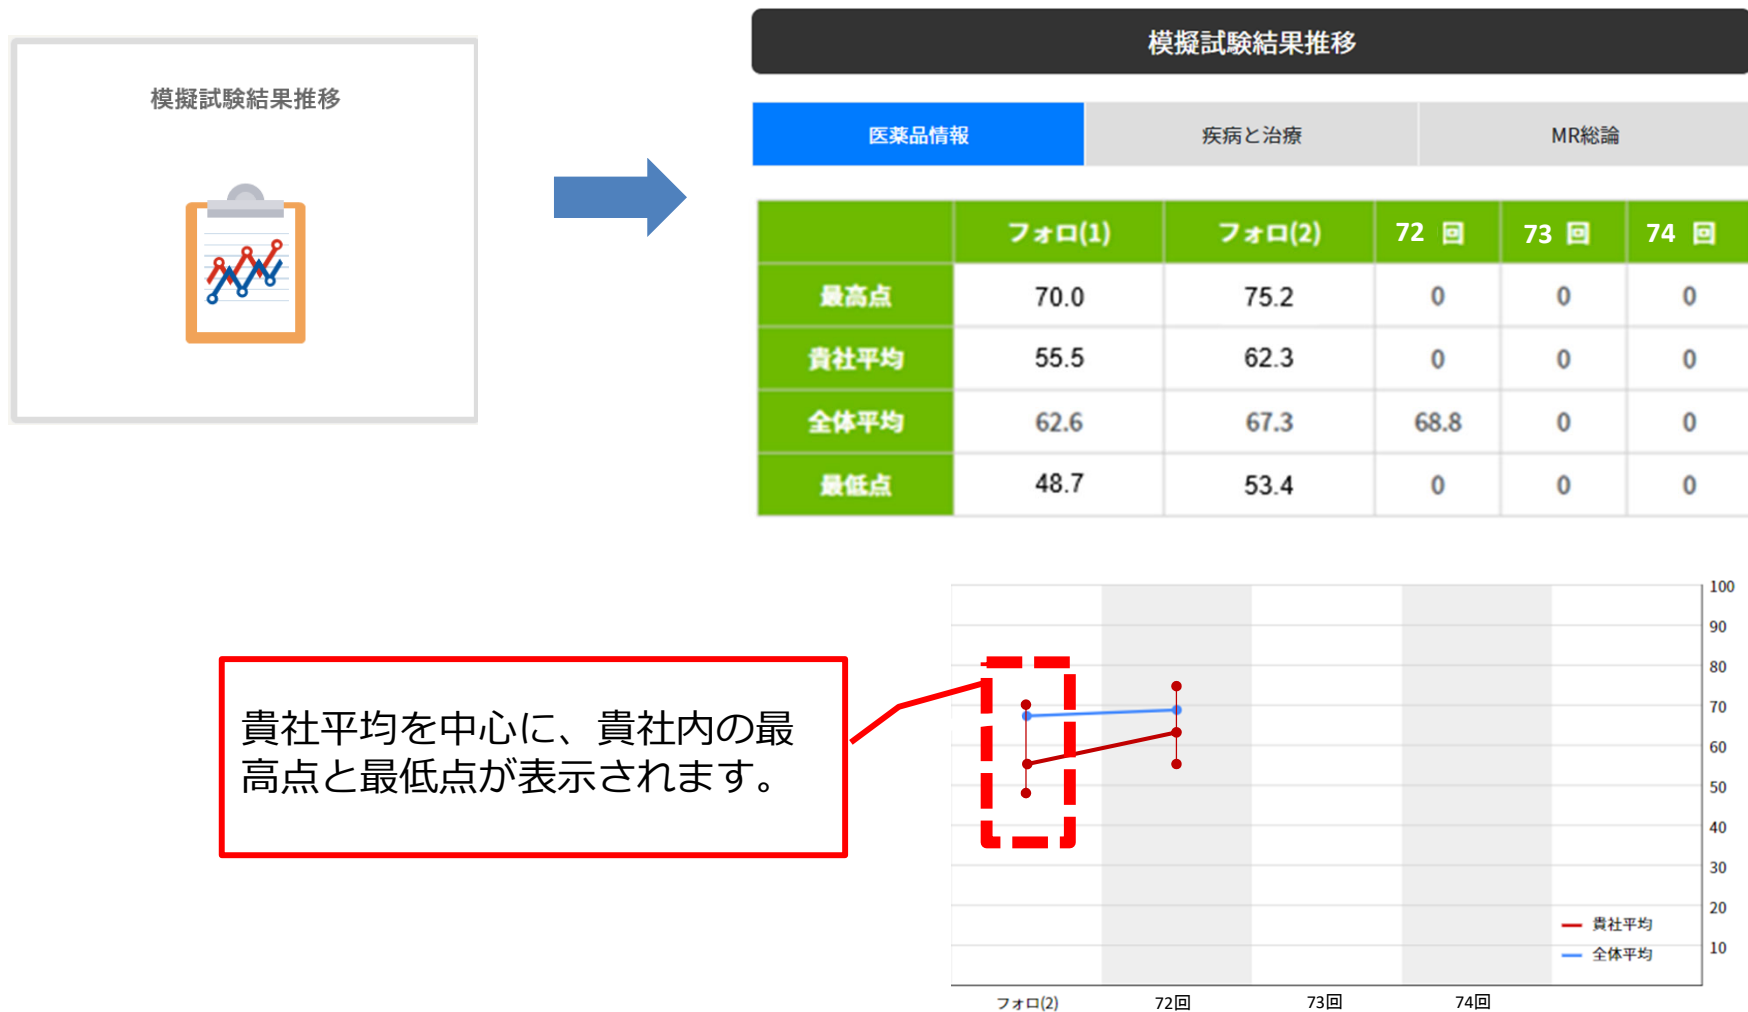 模擬試験結果推移
模擬試験結果推移
医薬品情報 疾病と治療 MR総論
フォロ(1) フォロ(2) 72 回 73 回 74 回
最高点 70.0 75.2 0 0 0
貴社平均 55.5 62.3 0 0 0
全体平均 62.6 67.3 68.8 0 0
最低点 48.7 53.4 0 0 0
貴社平均を中心に、貴社内の最
高点と最低点が表示されます。
100
90
80
70
60
50
40
30
20
10
貴社平均
全体平均
フォロ(2) 72回 73回 74回